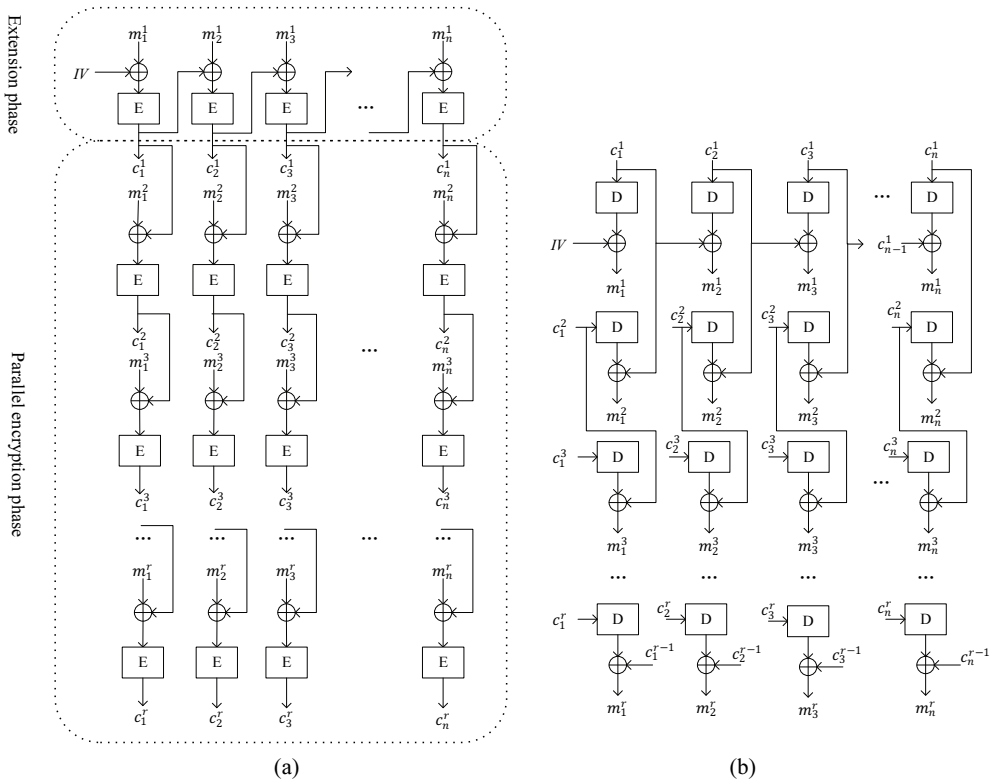 Extension phase
m_1^1 m_2^1 m_3^1 m_n^1
IV
E E E ... E
c_1^1 c_2^1 c_3^1 c_n^1
Parallel encryption phase
m_1^2 m_2^2 m_3^2 m_n^2
E E E E
c_1^2 c_2^2 c_3^2 ... c_n^2
m_1^3 m_2^3 m_3^3 m_n^3
E E E E
c_1^3 c_2^3 c_3^3 c_n^3
... ... ... ... ...
m_1^r m_2^r m_3^r m_n^r
E E E E
c_1^r c_2^r c_3^r c_n^r
(a)
c_1^1 c_2^1 c_3^1 c_n^1
D D D ... D
IV c_{n-1}^1
m_1^1 m_2^1 m_3^1 m_n^1
c_1^2 D c_2^2 D c_3^2 D c_n^2 D
m_1^2 m_2^2 m_3^2 m_n^2
c_1^3 D c_2^3 D c_3^3 D ... c_n^3 D
m_1^3 m_2^3 m_3^3 m_n^3
... ... ... ...
c_1^r D c_2^r D c_3^r D c_n^r D
c_1^{r-1} c_2^{r-1} c_3^{r-1} c_n^{r-1}
m_1^r m_2^r m_3^r m_n^r
(b)